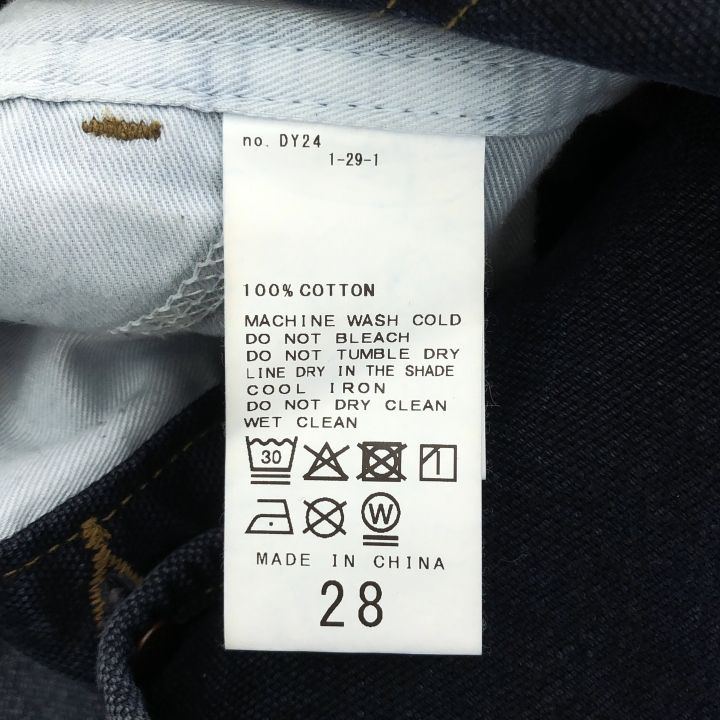 no. DY24
1-29-1
100% COTTON
MACHINE WASH COLD
DO NOT BLEACH
DO NOT TUMBLE DRY
LINE DRY IN THE SHADE
COOL IRON
DO NOT DRY CLEAN
WET CLEAN
30
W
MADE IN CHINA
28